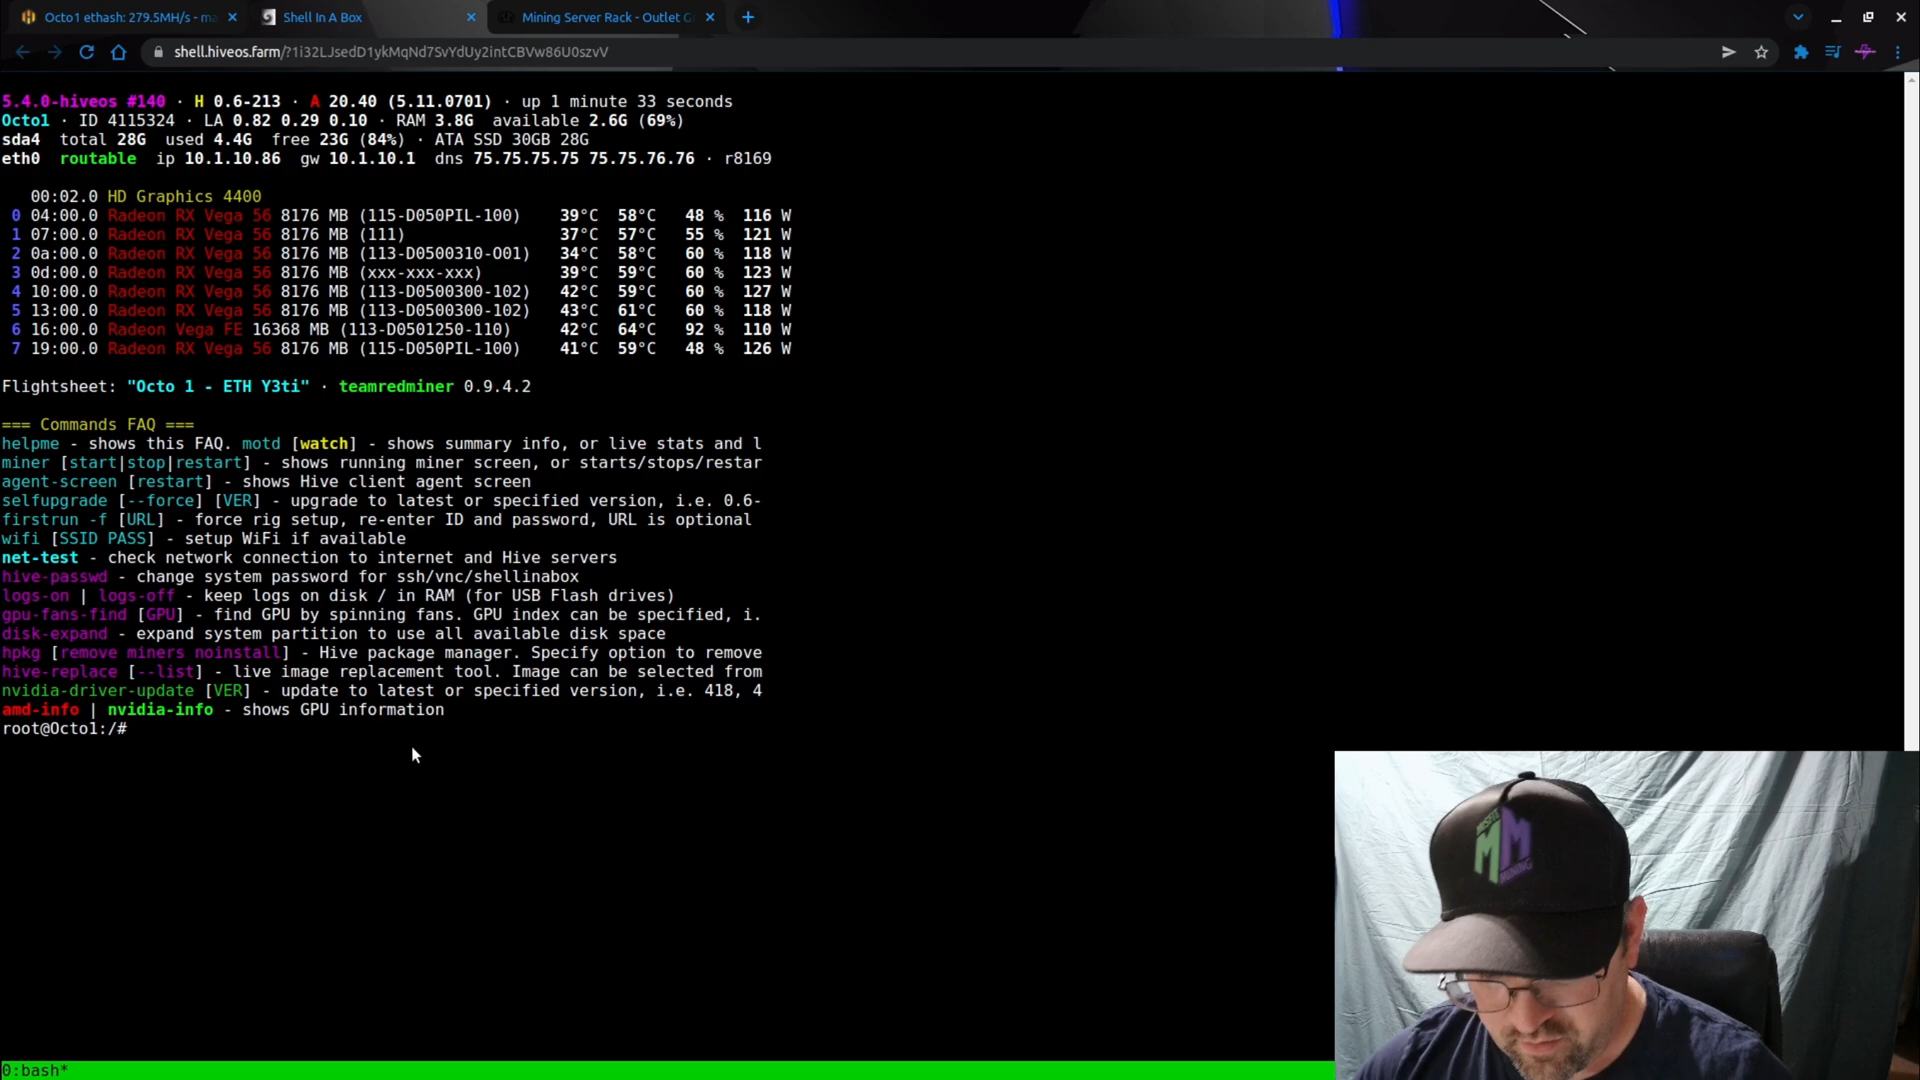 Octo1 ethash: 279.5MH/s - ma
Shell In A Box
Mining Server Rack - Outlet G
shell.hiveos.farm/?1i32LJsedD1ykMqNd7SvYdUy2intCBVw86U0szvV
5.4.0-hiveos #140 · H 0.6-213 · A 20.40 (5.11.0701) · up 1 minute 33 seconds
Octo1 · ID 4115324 · LA 0.82 0.29 0.10 · RAM 3.8G available 2.6G (69%)
sda4 total 28G used 4.4G free 23G (84%) · ATA SSD 30GB 28G
eth0 routable ip 10.1.10.86 gw 10.1.10.1 dns 75.75.75.75 75.75.76.76 · r8169
00:02.0 HD Graphics 4400
0 04:00.0 Radeon RX Vega 56 8176 MB (115-D050PIL-100) 39°C 58°C 48 % 116 W
1 07:00.0 Radeon RX Vega 56 8176 MB (111) 37°C 57°C 55 % 121 W
2 0a:00.0 Radeon RX Vega 56 8176 MB (113-D0500310-O01) 34°C 58°C 60 % 118 W
3 0d:00.0 Radeon RX Vega 56 8176 MB (xxx-xxx-xxx) 39°C 59°C 60 % 123 W
4 10:00.0 Radeon RX Vega 56 8176 MB (113-D0500300-102) 42°C 59°C 60 % 127 W
5 13:00.0 Radeon RX Vega 56 8176 MB (113-D0500300-102) 43°C 61°C 60 % 118 W
6 16:00.0 Radeon Vega FE 16368 MB (113-D0501250-110) 42°C 64°C 92 % 110 W
7 19:00.0 Radeon RX Vega 56 8176 MB (115-D050PIL-100) 41°C 59°C 48 % 126 W
Flightsheet: "Octo 1 - ETH Y3ti" · teamredminer 0.9.4.2
=== Commands FAQ ===
helpme - shows this FAQ. motd [watch] - shows summary info, or live stats and l
miner [start|stop|restart] - shows running miner screen, or starts/stops/restar
agent-screen [restart] - shows Hive client agent screen
selfupgrade [--force] [VER] - upgrade to latest or specified version, i.e. 0.6-
firstrun -f [URL] - force rig setup, re-enter ID and password, URL is optional
wifi [SSID PASS] - setup WiFi if available
net-test - check network connection to internet and Hive servers
hive-passwd - change system password for ssh/vnc/shellinabox
logs-on | logs-off - keep logs on disk / in RAM (for USB Flash drives)
gpu-fans-find [GPU] - find GPU by spinning fans. GPU index can be specified, i.
disk-expand - expand system partition to use all available disk space
hpkg [remove miners noinstall] - Hive package manager. Specify option to remove
hive-replace [--list] - live image replacement tool. Image can be selected from
nvidia-driver-update [VER] - update to latest or specified version, i.e. 418, 4
amd-info | nvidia-info - shows GPU information
root@Octo1:/#
MM
MINING
0:bash*